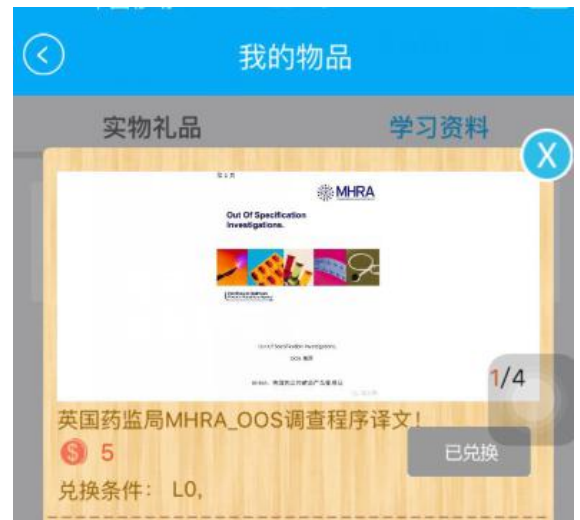 我的物品
实物礼品
学习资料
X
MHRA
Out Of Specification
Investigations.
1/4
英国药监局MHRA_OOS调查程序译文!
5
已兑换
兑换条件: L0,